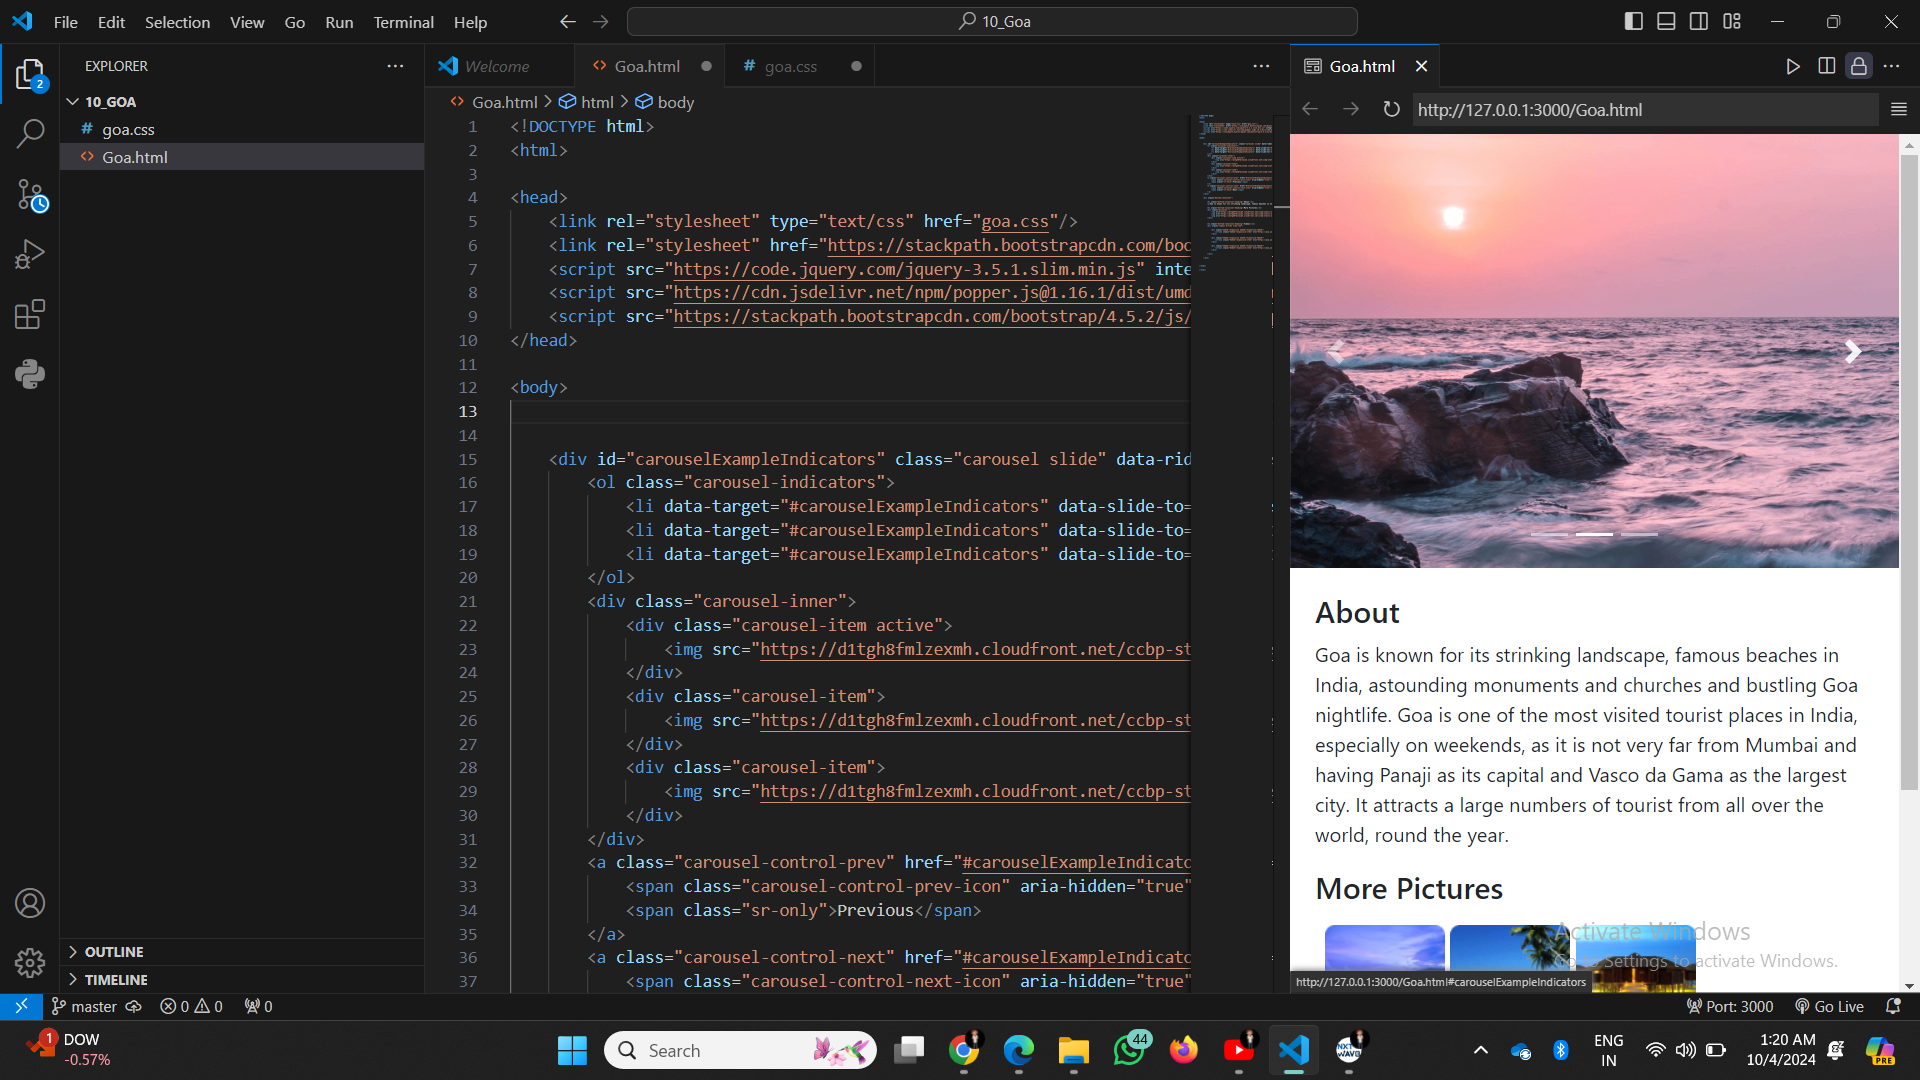 File Edit Selection View Go Run Terminal Help
10_Goa
EXPLORER
10_GOA
# goa.css
<> Goa.html
OUTLINE
TIMELINE
2
Welcome
<> Goa.html
# goa.css
<> Goa.html > html > body
1 <!DOCTYPE html>
2 <html>
3
4 <head>
5 <link rel="stylesheet" type="text/css" href="goa.css"/>
6 <link rel="stylesheet" href="https://stackpath.bootstrapcdn.com/boo
7 <script src="https://code.jquery.com/jquery-3.5.1.slim.min.js" inte
8 <script src="https://cdn.jsdelivr.net/npm/popper.js@1.16.1/dist/umd
9 <script src="https://stackpath.bootstrapcdn.com/bootstrap/4.5.2/js/
10 </head>
11
12 <body>
13
14
15 <div id="carouselExampleIndicators" class="carousel slide" data-rid
16 <ol class="carousel-indicators">
17 <li data-target="#carouselExampleIndicators" data-slide-to=
18 <li data-target="#carouselExampleIndicators" data-slide-to=
19 <li data-target="#carouselExampleIndicators" data-slide-to=
20 </ol>
21 <div class="carousel-inner">
22 <div class="carousel-item active">
23 <img src="https://d1tgh8fmlzexmh.cloudfront.net/ccbp-st
24 </div>
25 <div class="carousel-item">
26 <img src="https://d1tgh8fmlzexmh.cloudfront.net/ccbp-st
27 </div>
28 <div class="carousel-item">
29 <img src="https://d1tgh8fmlzexmh.cloudfront.net/ccbp-st
30 </div>
31 </div>
32 <a class="carousel-control-prev" href="#carouselExampleIndicato
33 <span class="carousel-control-prev-icon" aria-hidden="true"
34 <span class="sr-only">Previous</span>
35 </a>
36 <a class="carousel-control-next" href="#carouselExampleIndicato
37 <span class="carousel-control-next-icon" aria-hidden="true"
Goa.html
http://127.0.0.1:3000/Goa.html
About
Goa is known for its strinking landscape, famous beaches in
India, astounding monuments and churches and bustling Goa
nightlife. Goa is one of the most visited tourist places in India,
especially on weekends, as it is not very far from Mumbai and
having Panaji as its capital and Vasco da Gama as the largest
city. It attracts a large numbers of tourist from all over the
world, round the year.
More Pictures
Activate Windows
Go to Settings to activate Windows.
http://127.0.0.1:3000/Goa.html#carouselExampleIndicators
master 0 0 0
Port: 3000 Go Live
1 DOW
-0.57%
Search
44
NXT
WAVE
ENG
IN
1:20 AM
10/4/2024
PRE